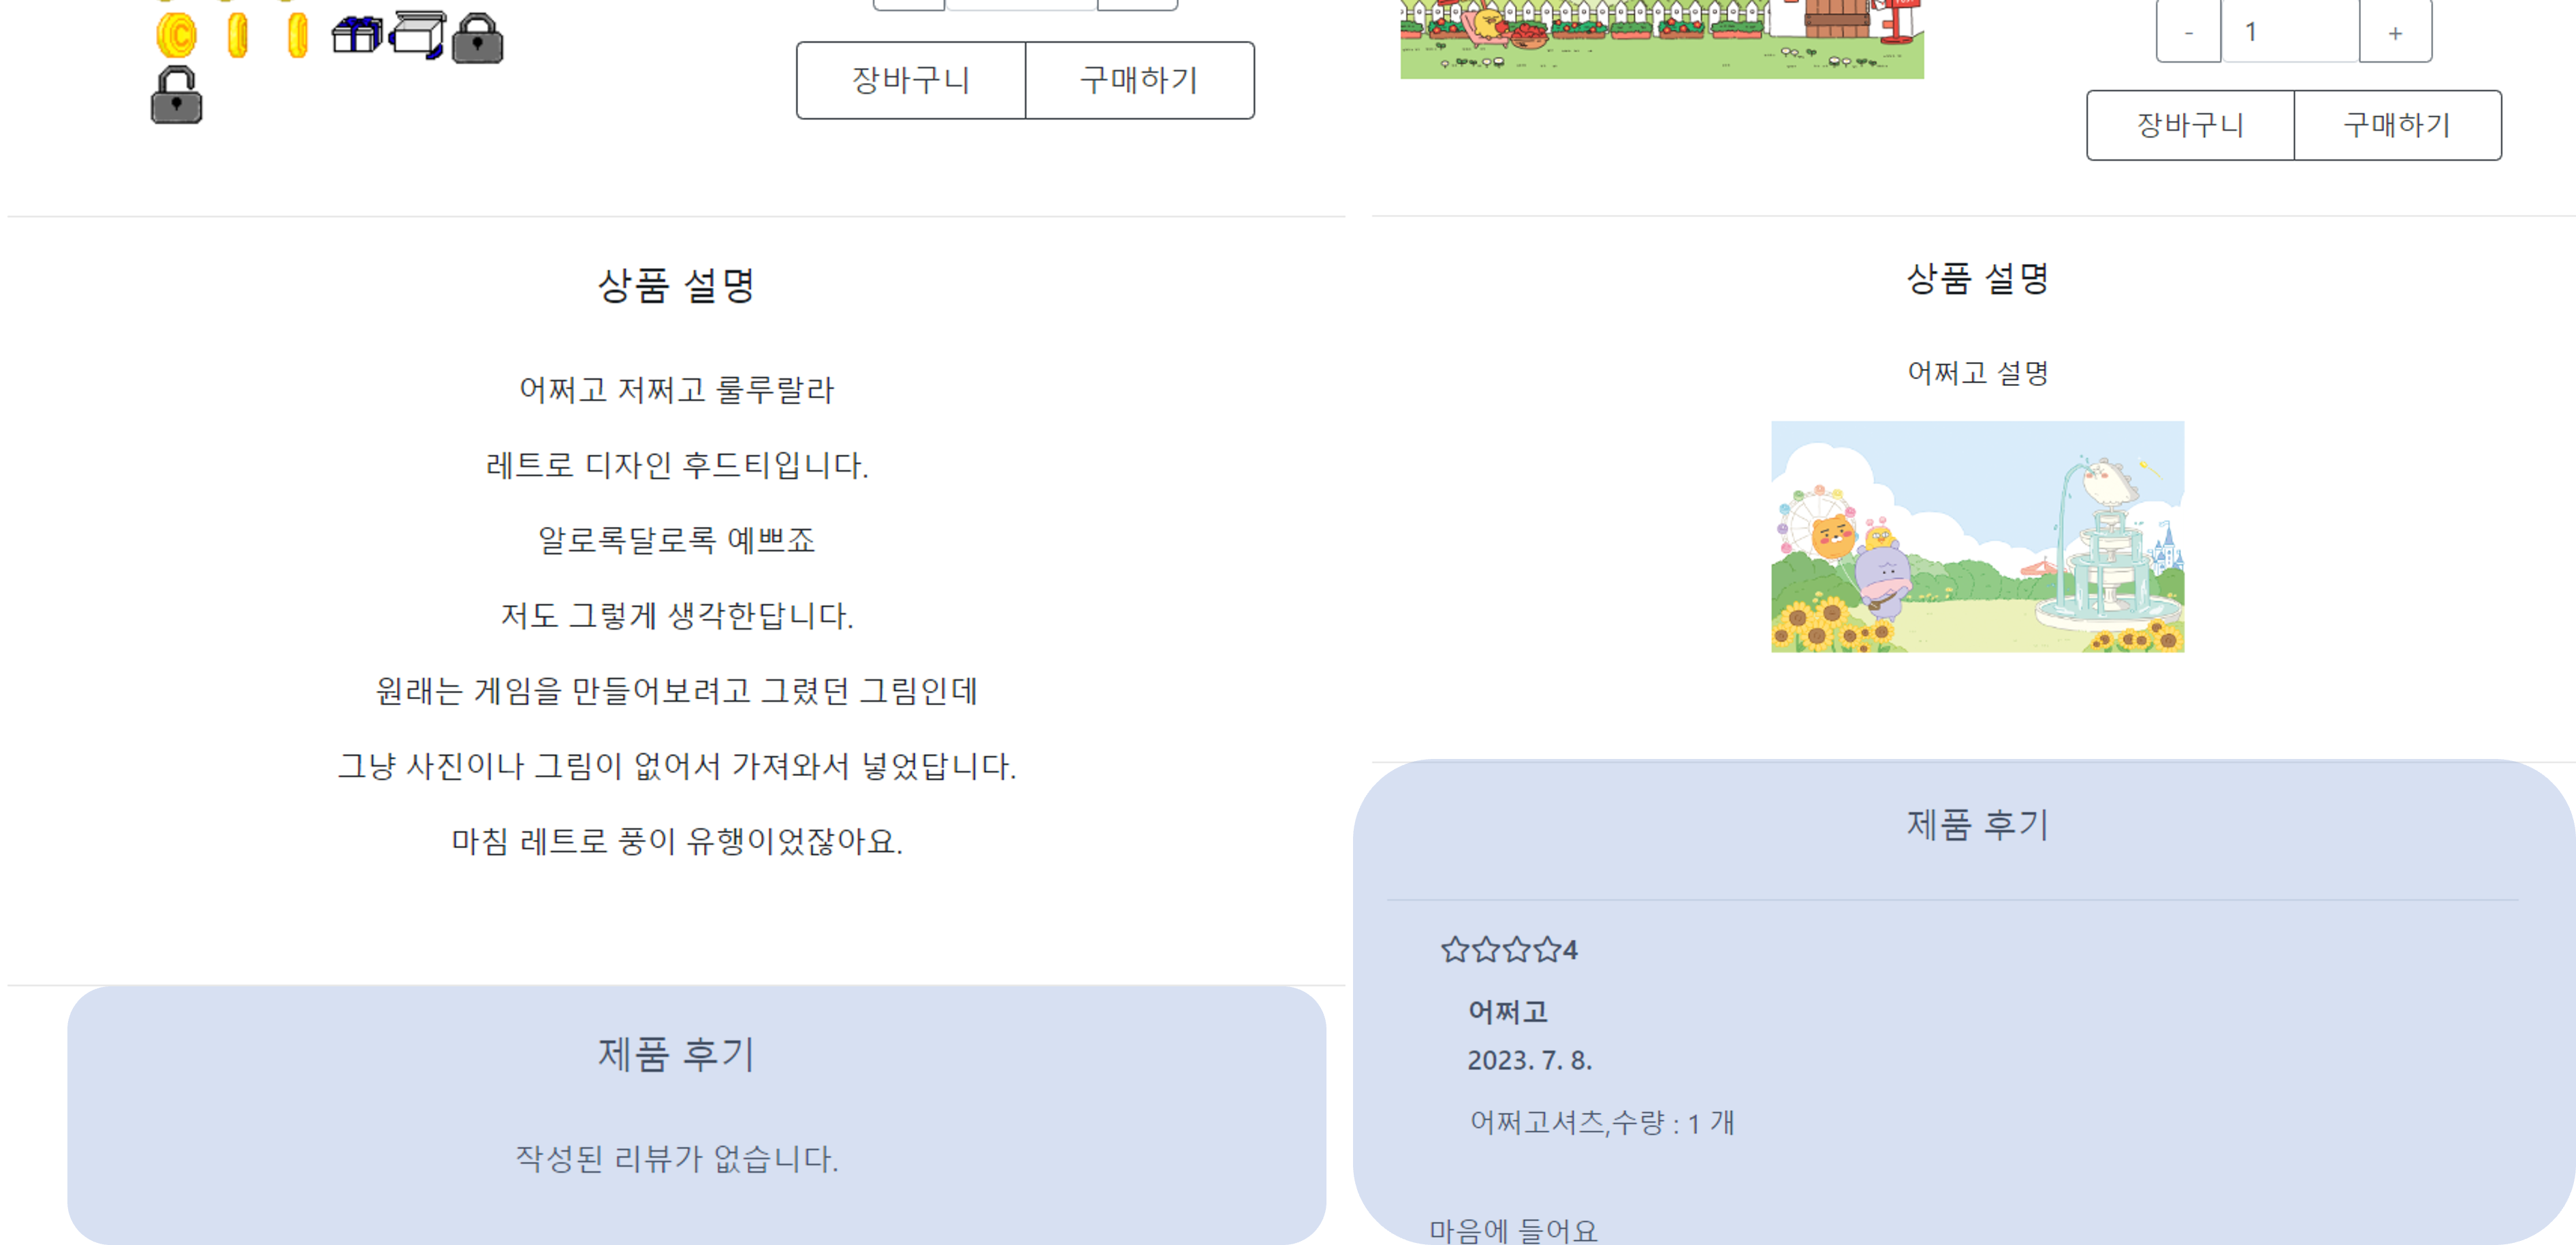 장바구니 구매하기
상품 설명
어쩌고 저쩌고 룰루랄라
레트로 디자인 후드티입니다.
알로록달로록 예쁘죠
저도 그렇게 생각한답니다.
원래는 게임을 만들어보려고 그렸던 그림인데
그냥 사진이나 그림이 없어서 가져와서 넣었답니다.
마침 레트로 풍이 유행이었잖아요.
제품 후기
작성된 리뷰가 없습니다.
- 1 +
장바구니 구매하기
상품 설명
어쩌고 설명
제품 후기
☆☆☆☆4
어쩌고
2023. 7. 8.
어쩌고셔츠,수량 : 1 개
마음에 들어요